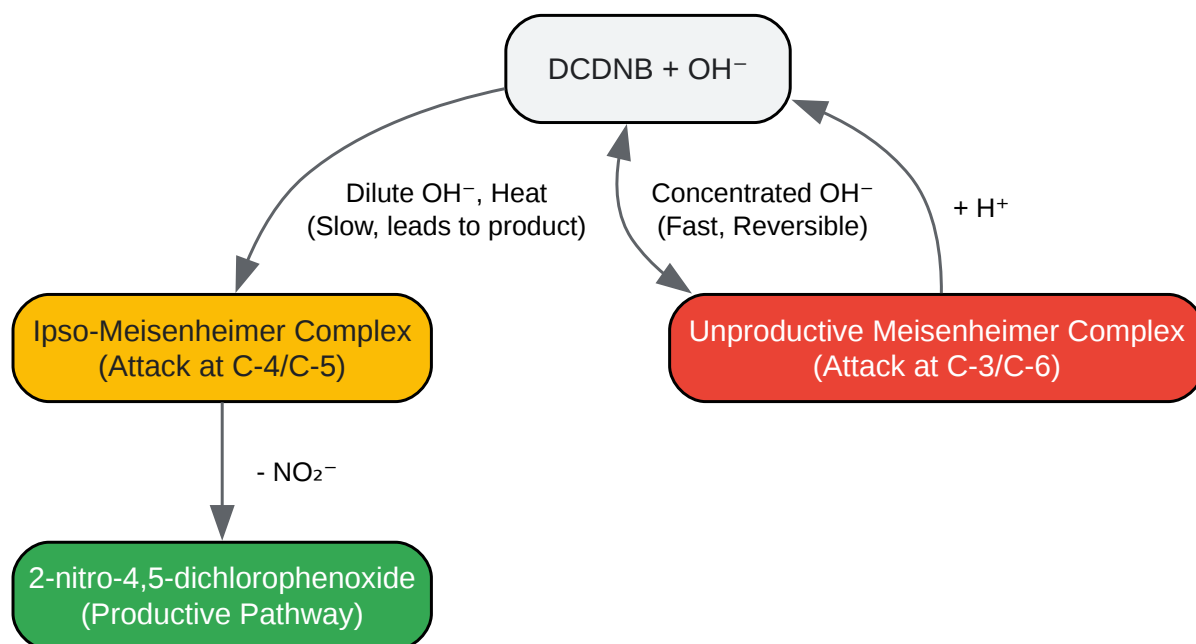 DCDNB + OH⁻
Dilute OH⁻, Heat
(Slow, leads to product)
Concentrated OH⁻
(Fast, Reversible)
+ H⁺
Ipso-Meisenheimer Complex
(Attack at C-4/C-5)
Unproductive Meisenheimer Complex
(Attack at C-3/C-6)
- NO₂⁻
2-nitro-4,5-dichlorophenoxide
(Productive Pathway)